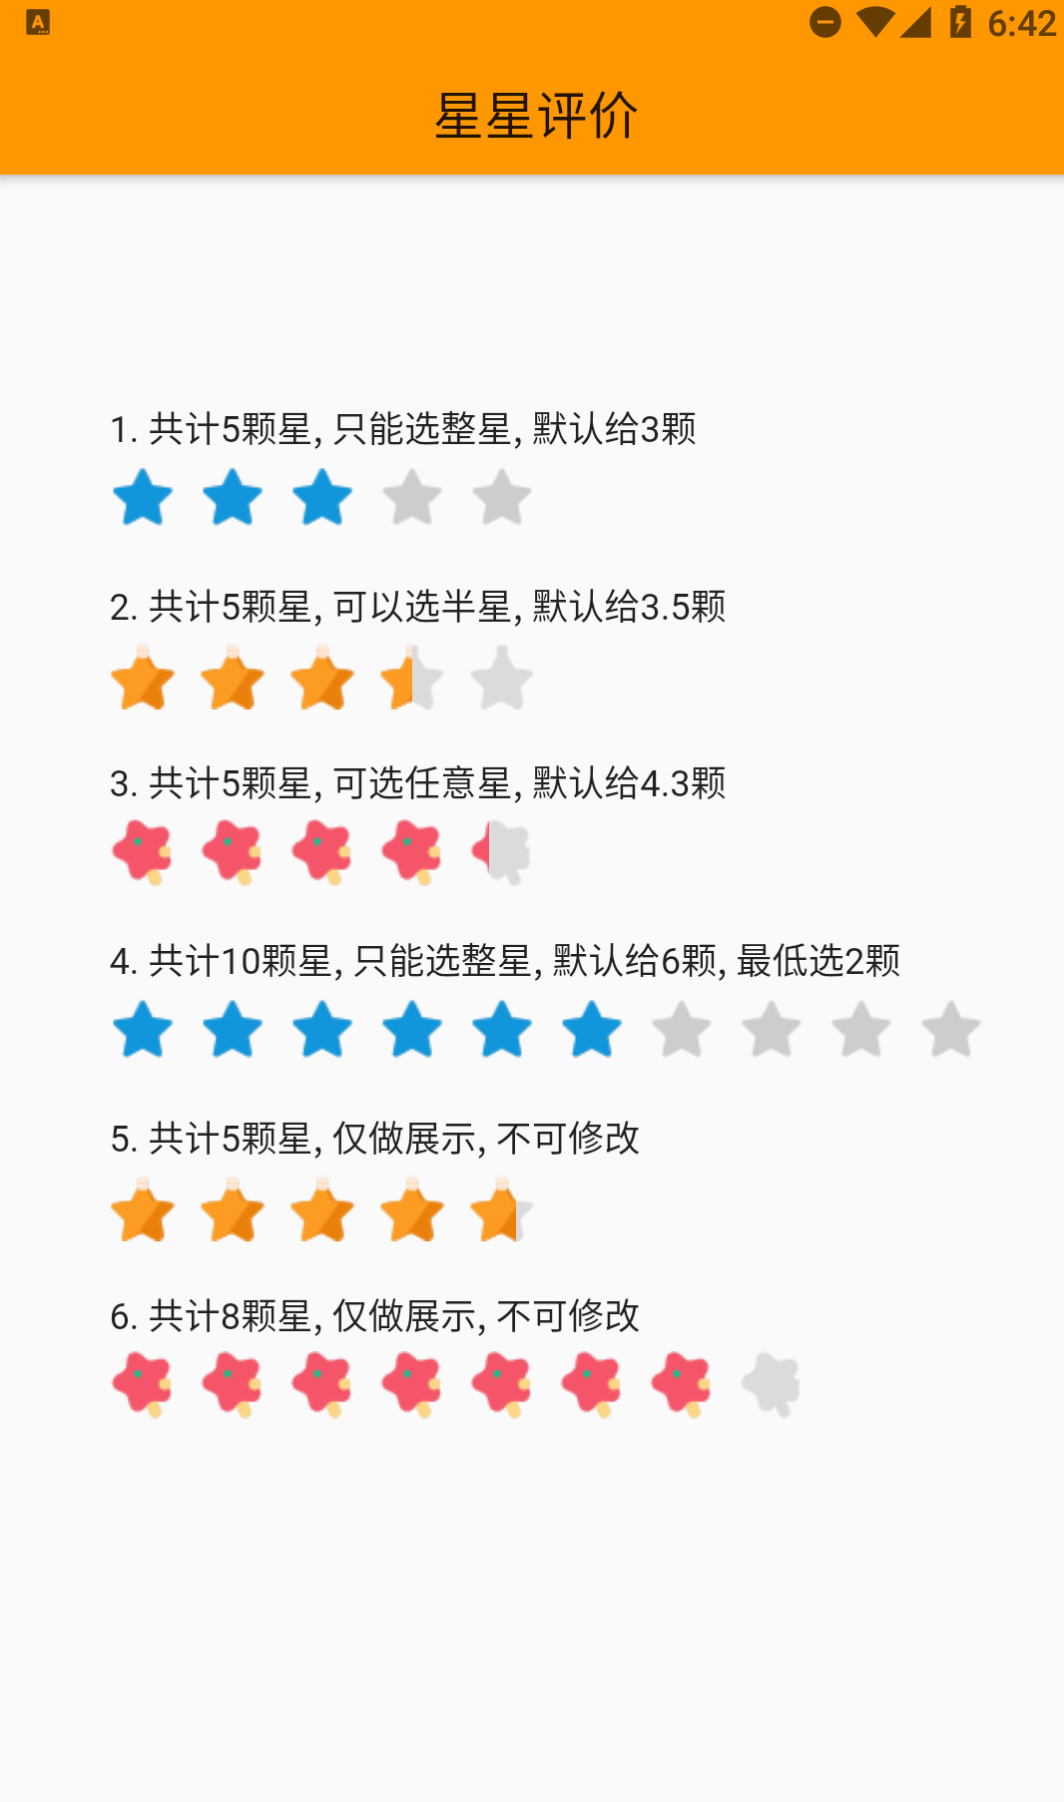 A
6:42
星星评价
1. 共计5颗星, 只能选整星, 默认给3颗
2. 共计5颗星, 可以选半星, 默认给3.5颗
3. 共计5颗星, 可选任意星, 默认给4.3颗
4. 共计10颗星, 只能选整星, 默认给6颗, 最低选2颗
5. 共计5颗星, 仅做展示, 不可修改
6. 共计8颗星, 仅做展示, 不可修改